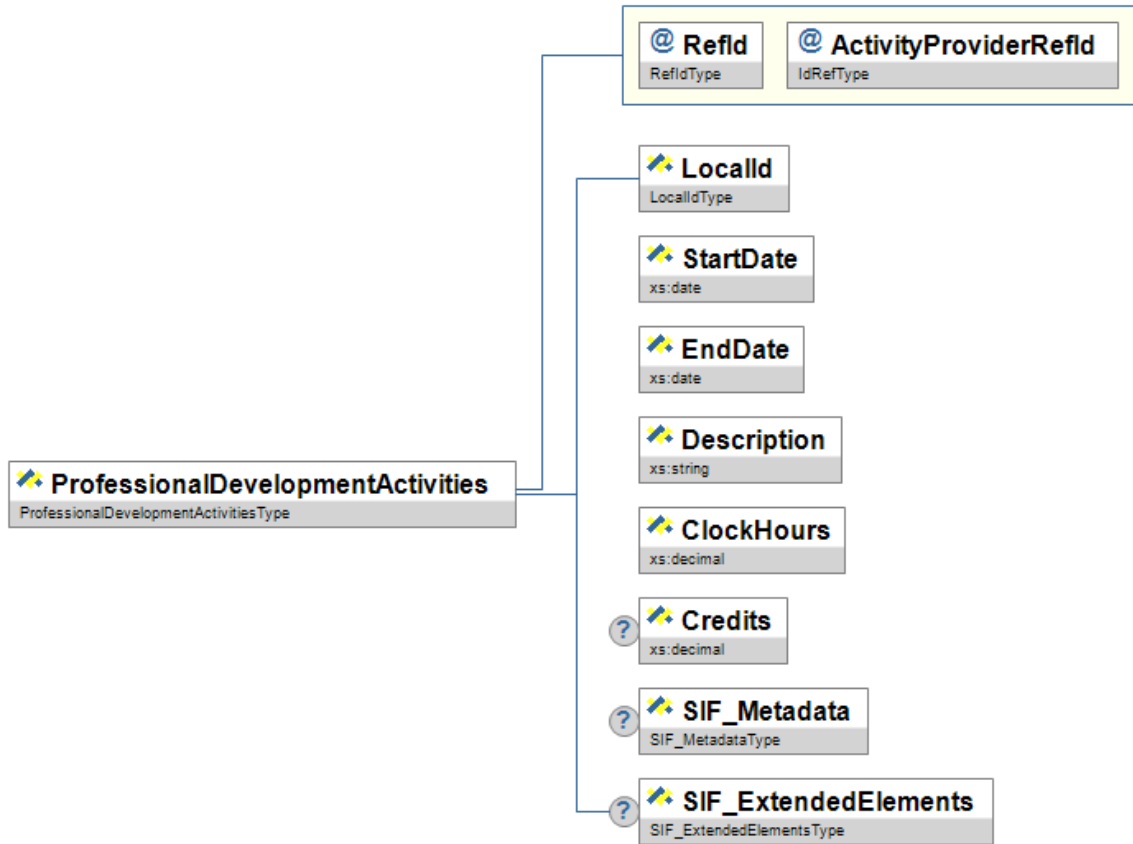 @ RefId
RefIdType
@ ActivityProviderRefId
IdRefType
LocalId
LocalIdType
StartDate
xs:date
EndDate
xs:date
Description
xs:string
ProfessionalDevelopmentActivities
ProfessionalDevelopmentActivitiesType
ClockHours
xs:decimal
? Credits
xs:decimal
? SIF_Metadata
SIF_MetadataType
? SIF_ExtendedElements
SIF_ExtendedElementsType